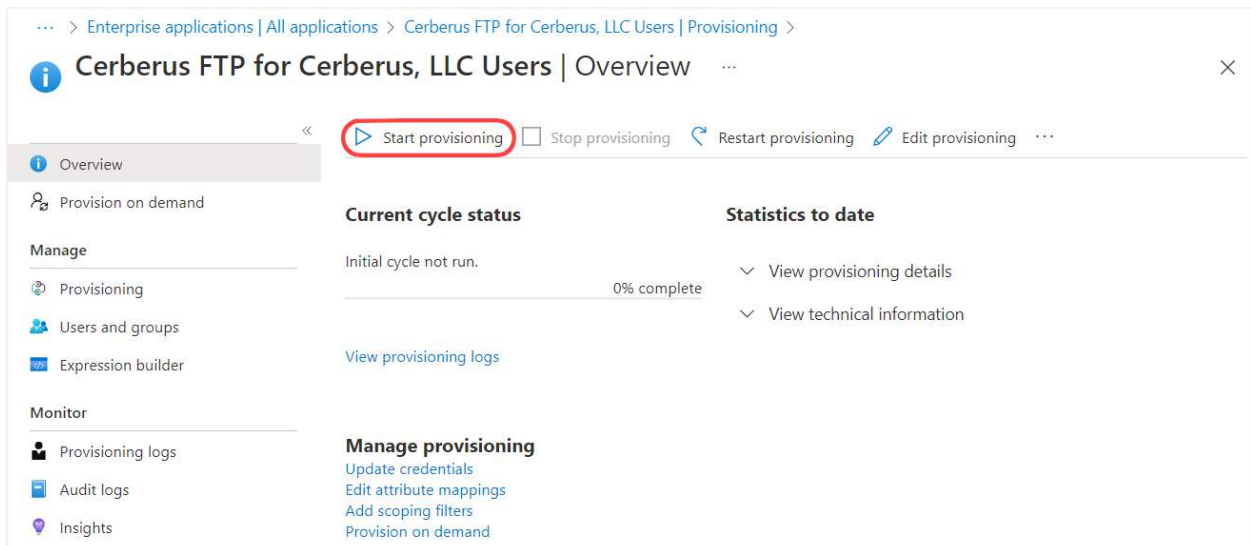 ··· > Enterprise applications | All applications > Cerberus FTP for Cerberus, LLC Users | Provisioning >
Cerberus FTP for Cerberus, LLC Users | Overview ···
«
Overview
Provision on demand
Manage
Provisioning
Users and groups
Expression builder
Monitor
Provisioning logs
Audit logs
Insights
Start provisioning Stop provisioning Restart provisioning Edit provisioning ···
Current cycle status
Initial cycle not run.
0% complete
View provisioning logs
Statistics to date
View provisioning details
View technical information
Manage provisioning
Update credentials
Edit attribute mappings
Add scoping filters
Provision on demand